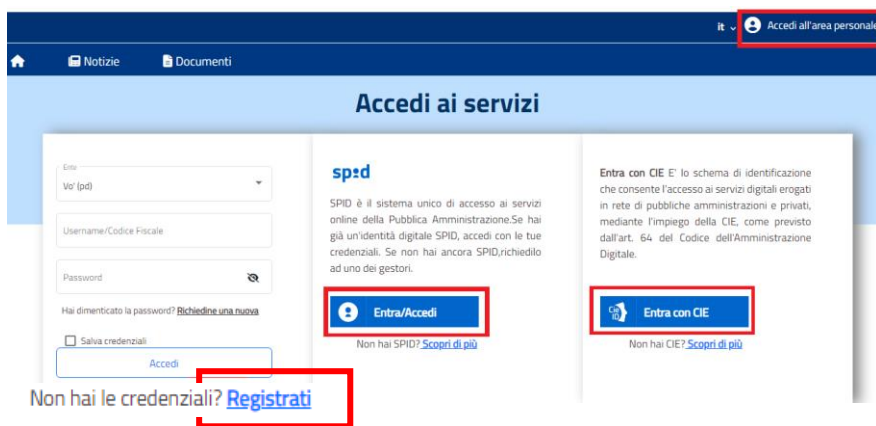 it Accedi all'area personale
Notizie Documenti
Accedi ai servizi
Ente
Vo' (pd)
Username/Codice Fiscale
Password
Hai dimenticato la password? Richiedine una nuova
Salva credenziali
Accedi
Non hai le credenziali? Registrati
spid
SPID è il sistema unico di accesso ai servizi
online della Pubblica Amministrazione.Se hai
già un'identità digitale SPID, accedi con le tue
credenziali. Se non hai ancora SPID,richiedilo
ad uno dei gestori.
Entra/Accedi
Non hai SPID? Scopri di più
Entra con CIE E' lo schema di identificazione
che consente l'accesso ai servizi digitali erogati
in rete di pubbliche amministrazioni e privati,
mediante l'impiego della CIE, come previsto
dall'art. 64 del Codice dell'Amministrazione
Digitale.
Entra con CIE
Non hai CIE? Scopri di più